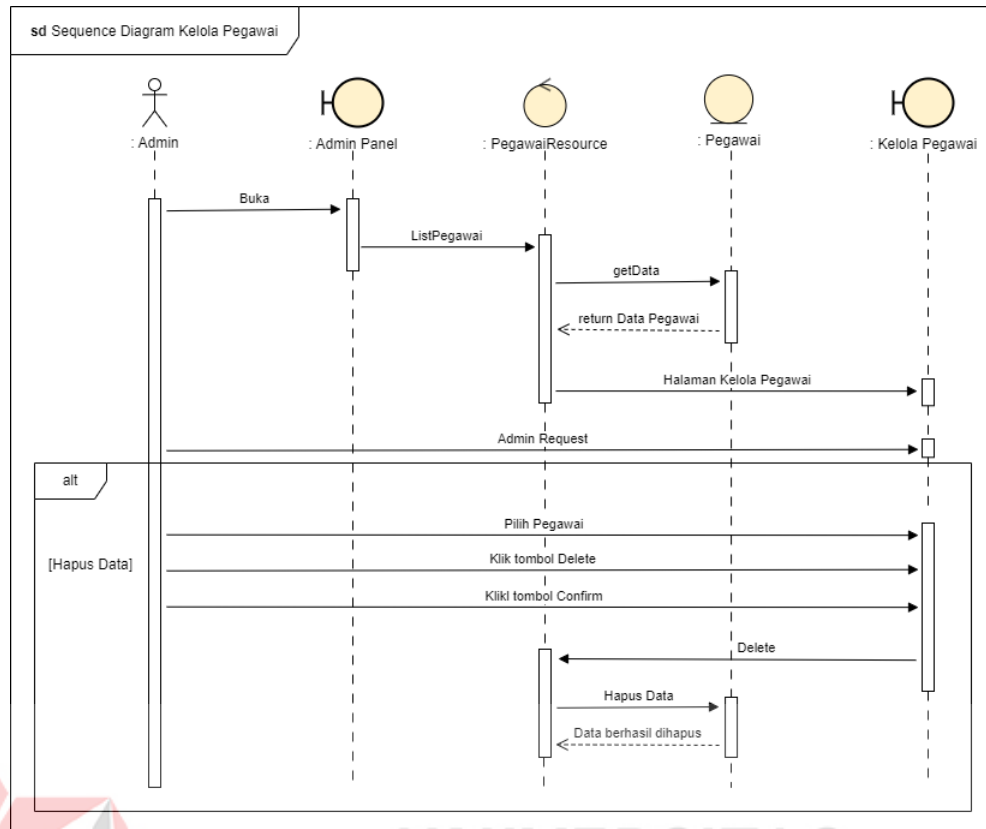 sd Sequence Diagram Kelola Pegawai
: Admin
: Admin Panel
: PegawaiResource
: Pegawai
: Kelola Pegawai
Buka
ListPegawai
getData
return Data Pegawai
Halaman Kelola Pegawai
Admin Request
alt
Pilih Pegawai
[Hapus Data]
Klik tombol Delete
Klikl tombol Confirm
Delete
Hapus Data
Data berhasil dihapus